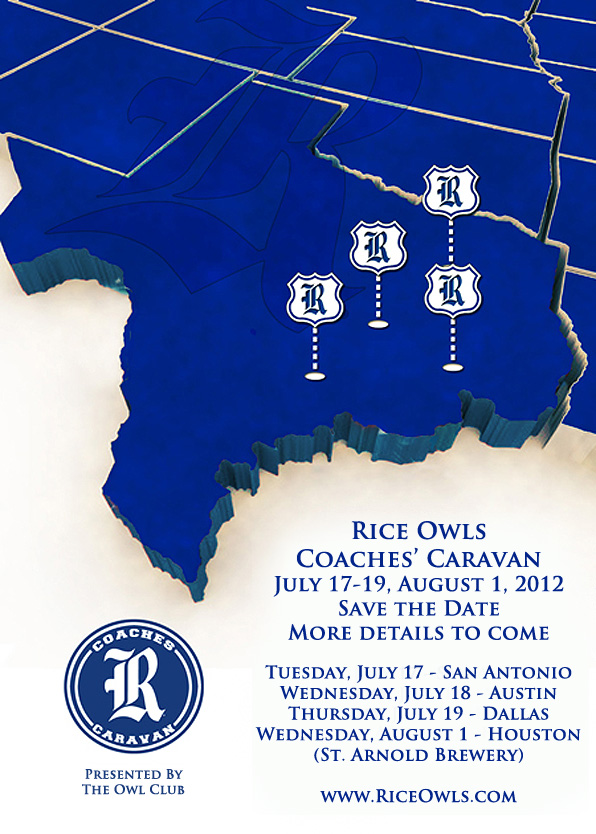 R
R
R
R
Rice Owls
Coaches' Caravan
July 17-19, August 1, 2012
Save the Date
More details to come
Tuesday, July 17 - San Antonio
Wednesday, July 18 - Austin
Thursday, July 19 - Dallas
Wednesday, August 1 - Houston
(St. Arnold Brewery)
www.RiceOwls.com
COACHES
R
CARAVAN
Presented By
The Owl Club